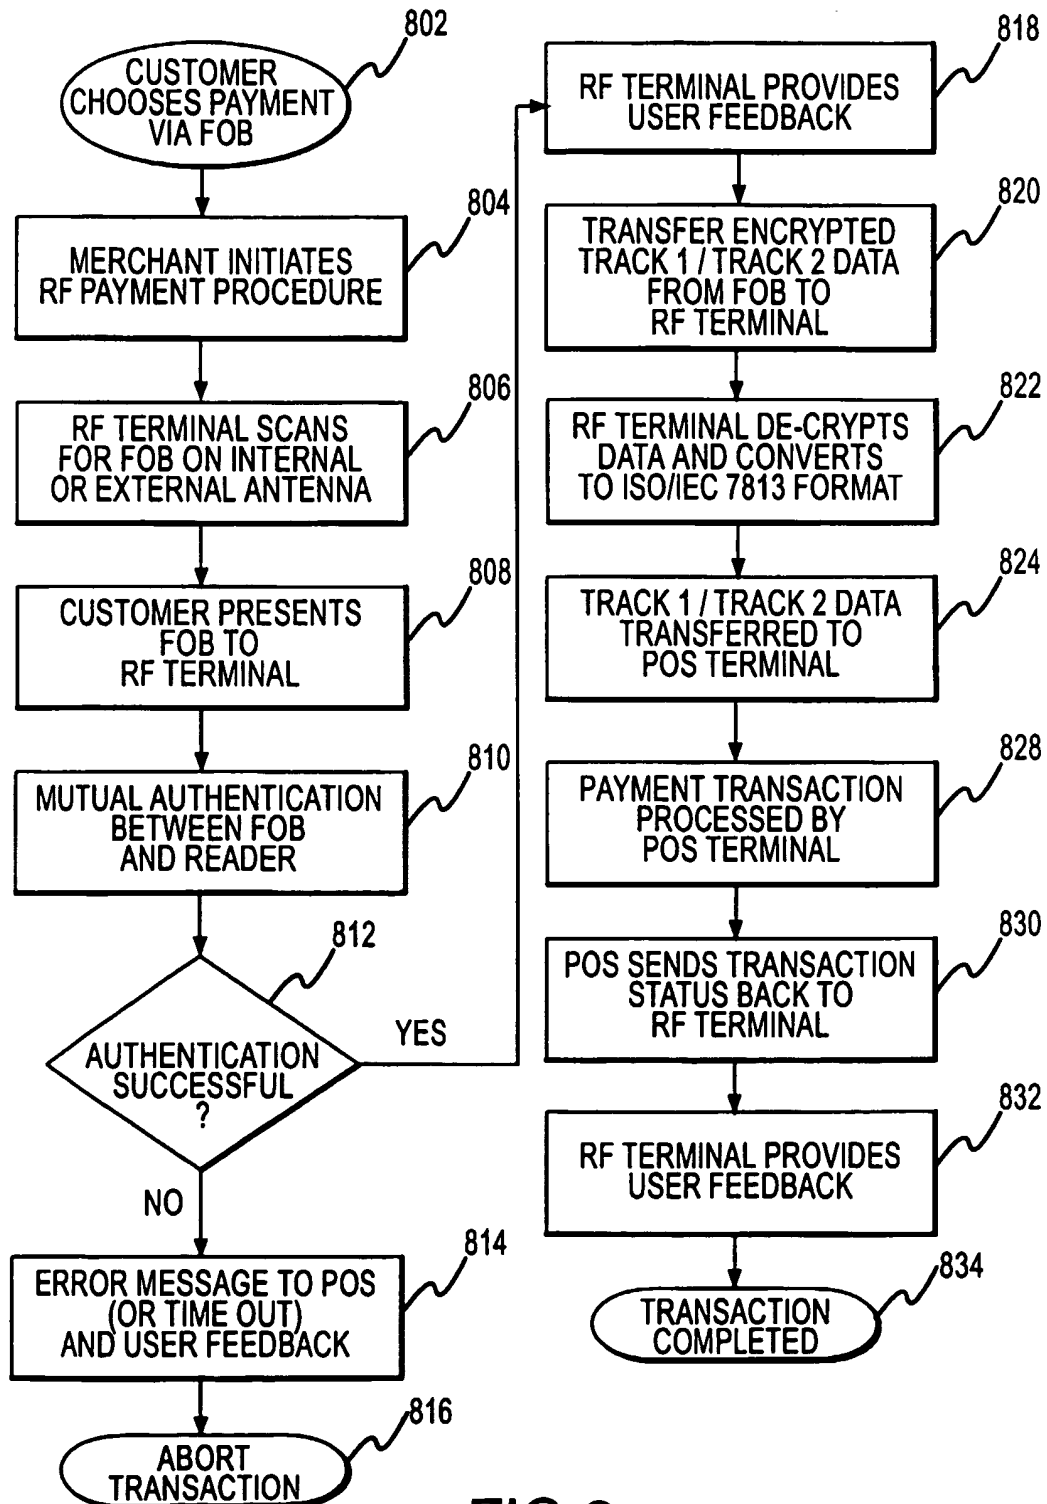 802
CUSTOMER
CHOOSES PAYMENT
VIA FOB
804
MERCHANT INITIATES
RF PAYMENT PROCEDURE
806
RF TERMINAL SCANS
FOR FOB ON INTERNAL
OR EXTERNAL ANTENNA
808
CUSTOMER PRESENTS
FOB TO
RF TERMINAL
810
MUTUAL AUTHENTICATION
BETWEEN FOB
AND READER
812
AUTHENTICATION
SUCCESSFUL
?
YES
NO
814
ERROR MESSAGE TO POS
(OR TIME OUT)
AND USER FEEDBACK
816
ABORT
TRANSACTION
818
RF TERMINAL PROVIDES
USER FEEDBACK
820
TRANSFER ENCRYPTED
TRACK 1 / TRACK 2 DATA
FROM FOB TO
RF TERMINAL
822
RF TERMINAL DE-CRYPTS
DATA AND CONVERTS
TO ISO/IEC 7813 FORMAT
824
TRACK 1 / TRACK 2 DATA
TRANSFERRED TO
POS TERMINAL
828
PAYMENT TRANSACTION
PROCESSED BY
POS TERMINAL
830
POS SENDS TRANSACTION
STATUS BACK TO
RF TERMINAL
832
RF TERMINAL PROVIDES
USER FEEDBACK
834
TRANSACTION
COMPLETED